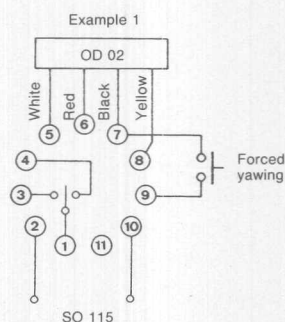 Example 1
OD 02
White
Red
Black
Yellow
5
6
7
8
4
3
9
2
1
11
10
Forced
yawing
SO 115